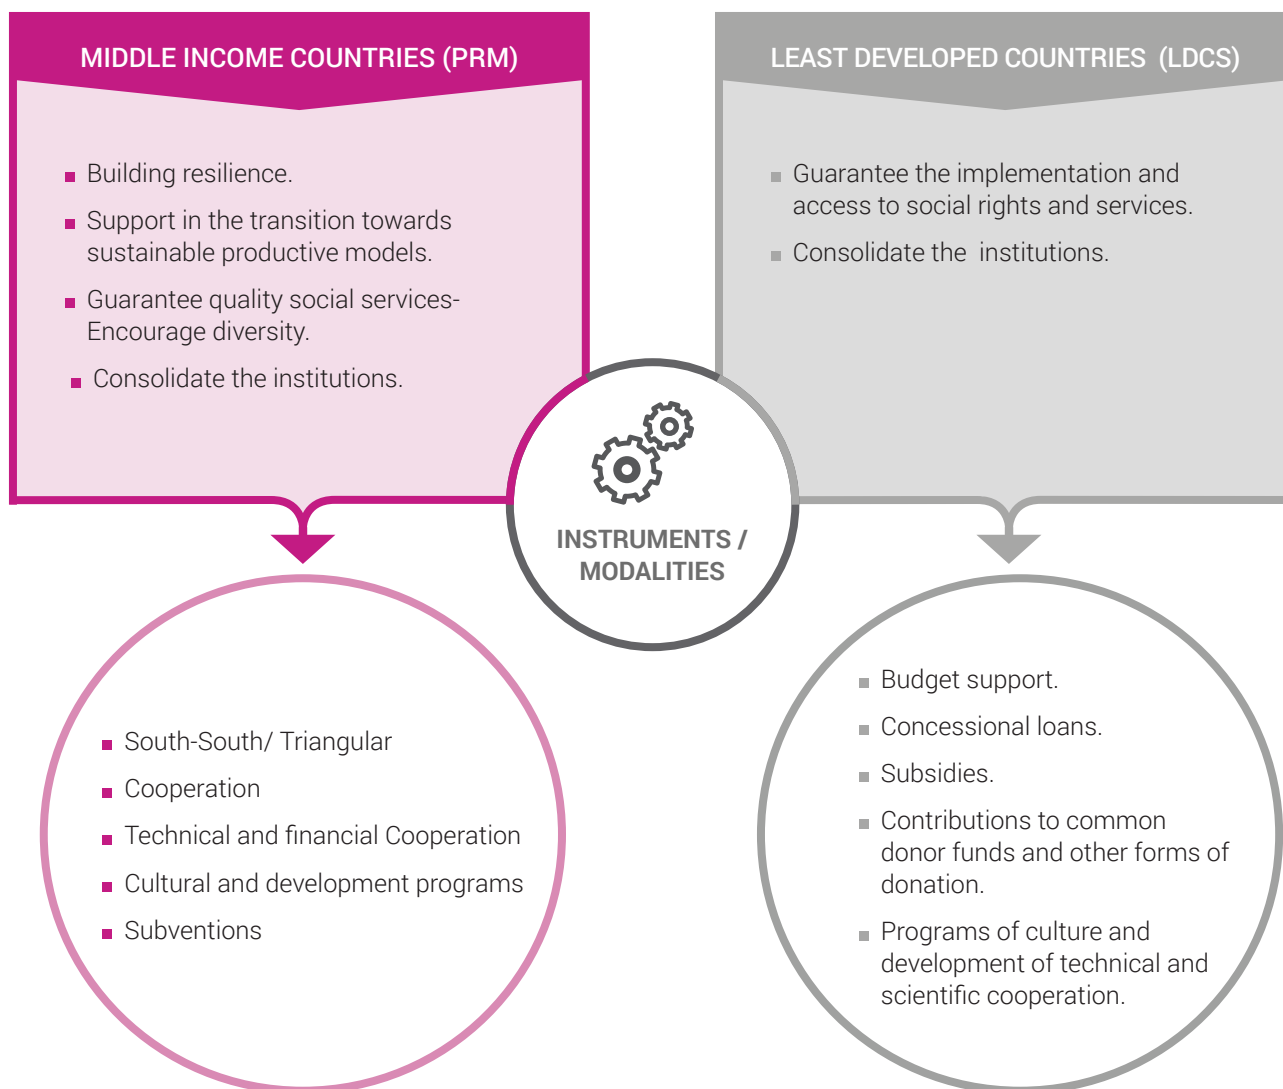 MIDDLE INCOME COUNTRIES (PRM)
Building resilience.
Support in the transition towards
sustainable productive models.
Guarantee quality social services-
Encourage diversity.
Consolidate the institutions.
LEAST DEVELOPED COUNTRIES (LDCS)
Guarantee the implementation and
access to social rights and services.
Consolidate the institutions.
INSTRUMENTS /
MODALITIES
South-South/ Triangular
Cooperation
Technical and financial Cooperation
Cultural and development programs
Subventions
Budget support.
Concessional loans.
Subsidies.
Contributions to common
donor funds and other forms of
donation.
Programs of culture and
development of technical and
scientific cooperation.